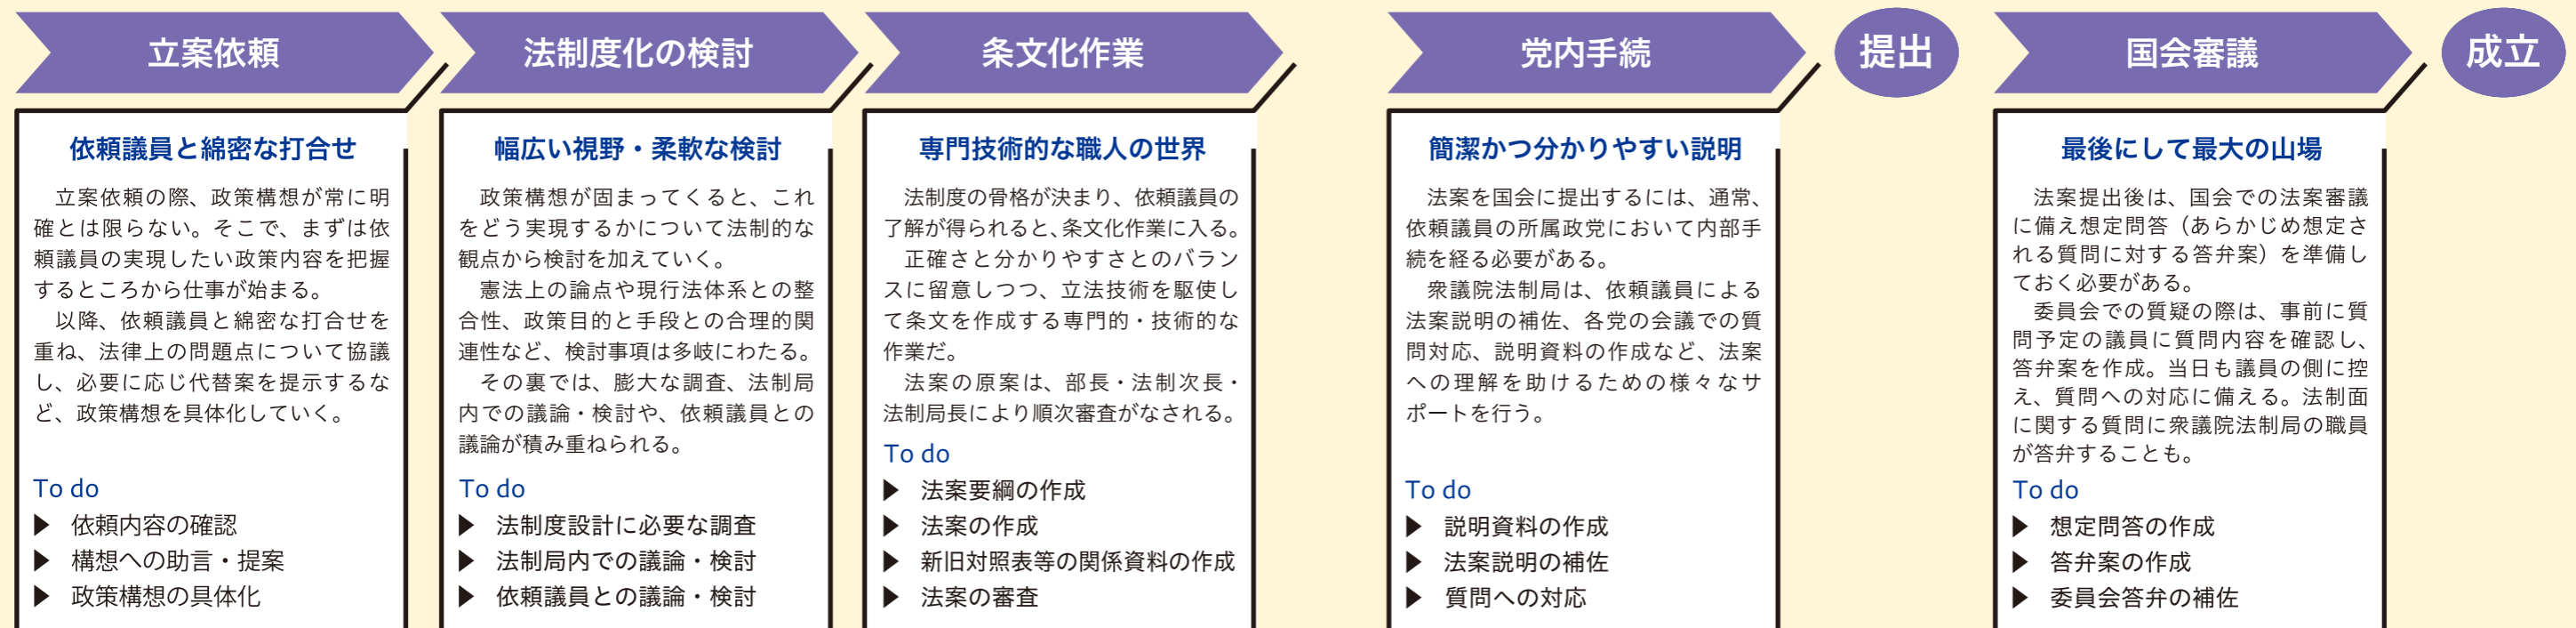 立案依頼
依頼議員と綿密な打合せ
立案依頼の際、政策構想が常に明
確とは限らない。そこで、まずは依
頼議員の実現したい政策内容を把握
するところから仕事が始まる。
以降、依頼議員と綿密な打合せを
重ね、法律上の問題点について協議
し、必要に応じ代替案を提示するな
ど、政策構想を具体化していく。
To do
▶ 依頼内容の確認
▶ 構想への助言・提案
▶ 政策構想の具体化
法制度化の検討
幅広い視野・柔軟な検討
政策構想が固まってくると、これ
をどう実現するかについて法制的な
観点から検討を加えていく。
憲法上の論点や現行法体系との整
合性、政策目的と手段との合理的関
連性など、検討事項は多岐にわたる。
その裏では、膨大な調査、法制局
内での議論・検討や、依頼議員との
議論が積み重ねられる。
To do
▶ 法制度設計に必要な調査
▶ 法制局内での議論・検討
▶ 依頼議員との議論・検討
条文化作業
専門技術的な職人の世界
法制度の骨格が決まり、依頼議員の
了解が得られると、条文化作業に入る。
正確さと分かりやすさとのバラン
スに留意しつつ、立法技術を駆使し
て条文を作成する専門的・技術的な
作業だ。
法案の原案は、部長・法制次長・
法制局長により順次審査がなされる。
To do
▶ 法案要綱の作成
▶ 法案の作成
▶ 新旧対照表等の関係資料の作成
▶ 法案の審査
党内手続
簡潔かつ分かりやすい説明
法案を国会に提出するには、通常、
依頼議員の所属政党において内部手
続を経る必要がある。
衆議院法制局は、依頼議員による
法案説明の補佐、各党の会議での質
問対応、説明資料の作成など、法案
への理解を助けるための様々なサ
ポートを行う。
To do
▶ 説明資料の作成
▶ 法案説明の補佐
▶ 質問への対応
提出
国会審議
最後にして最大の山場
法案提出後は、国会での法案審議
に備え想定問答（あらかじめ想定さ
れる質問に対する答弁案）を準備し
ておく必要がある。
委員会での質疑の際は、事前に質
問予定の議員に質問内容を確認し、
答弁案を作成。当日も議員の側に控
え、質問への対応に備える。法制面
に関する質問に衆議院法制局の職員
が答弁することも。
To do
▶ 想定問答の作成
▶ 答弁案の作成
▶ 委員会答弁の補佐
成立